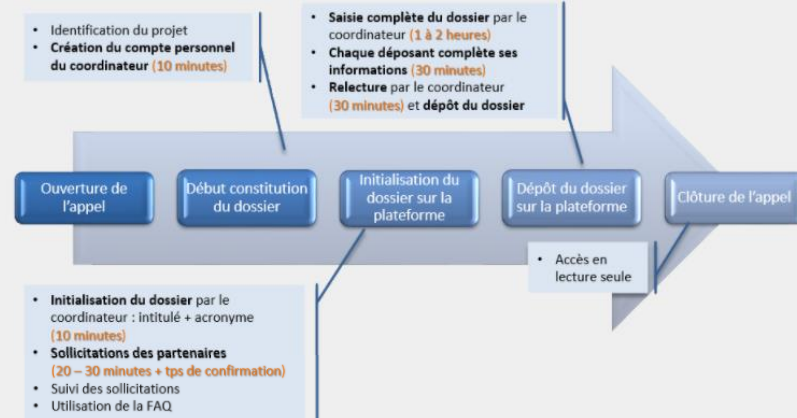 • Identification du projet
• Création du compte personnel
du coordinateur (10 minutes)
• Saisie complète du dossier par le
coordinateur (1 à 2 heures)
• Chaque déposant complète ses
informations (30 minutes)
• Relecture par le coordinateur
(30 minutes) et dépôt du dossier
Ouverture de
l'appel
Début constitution
du dossier
Initialisation du
dossier sur la
plateforme
Dépôt du dossier
sur la plateforme
Clôture de l'appel
• Initialisation du dossier par le
coordinateur : intitulé + acronyme
(10 minutes)
• Sollicitations des partenaires
(20 – 30 minutes + tps de confirmation)
• Suivi des sollicitations
• Utilisation de la FAQ
• Accès en
lecture seule